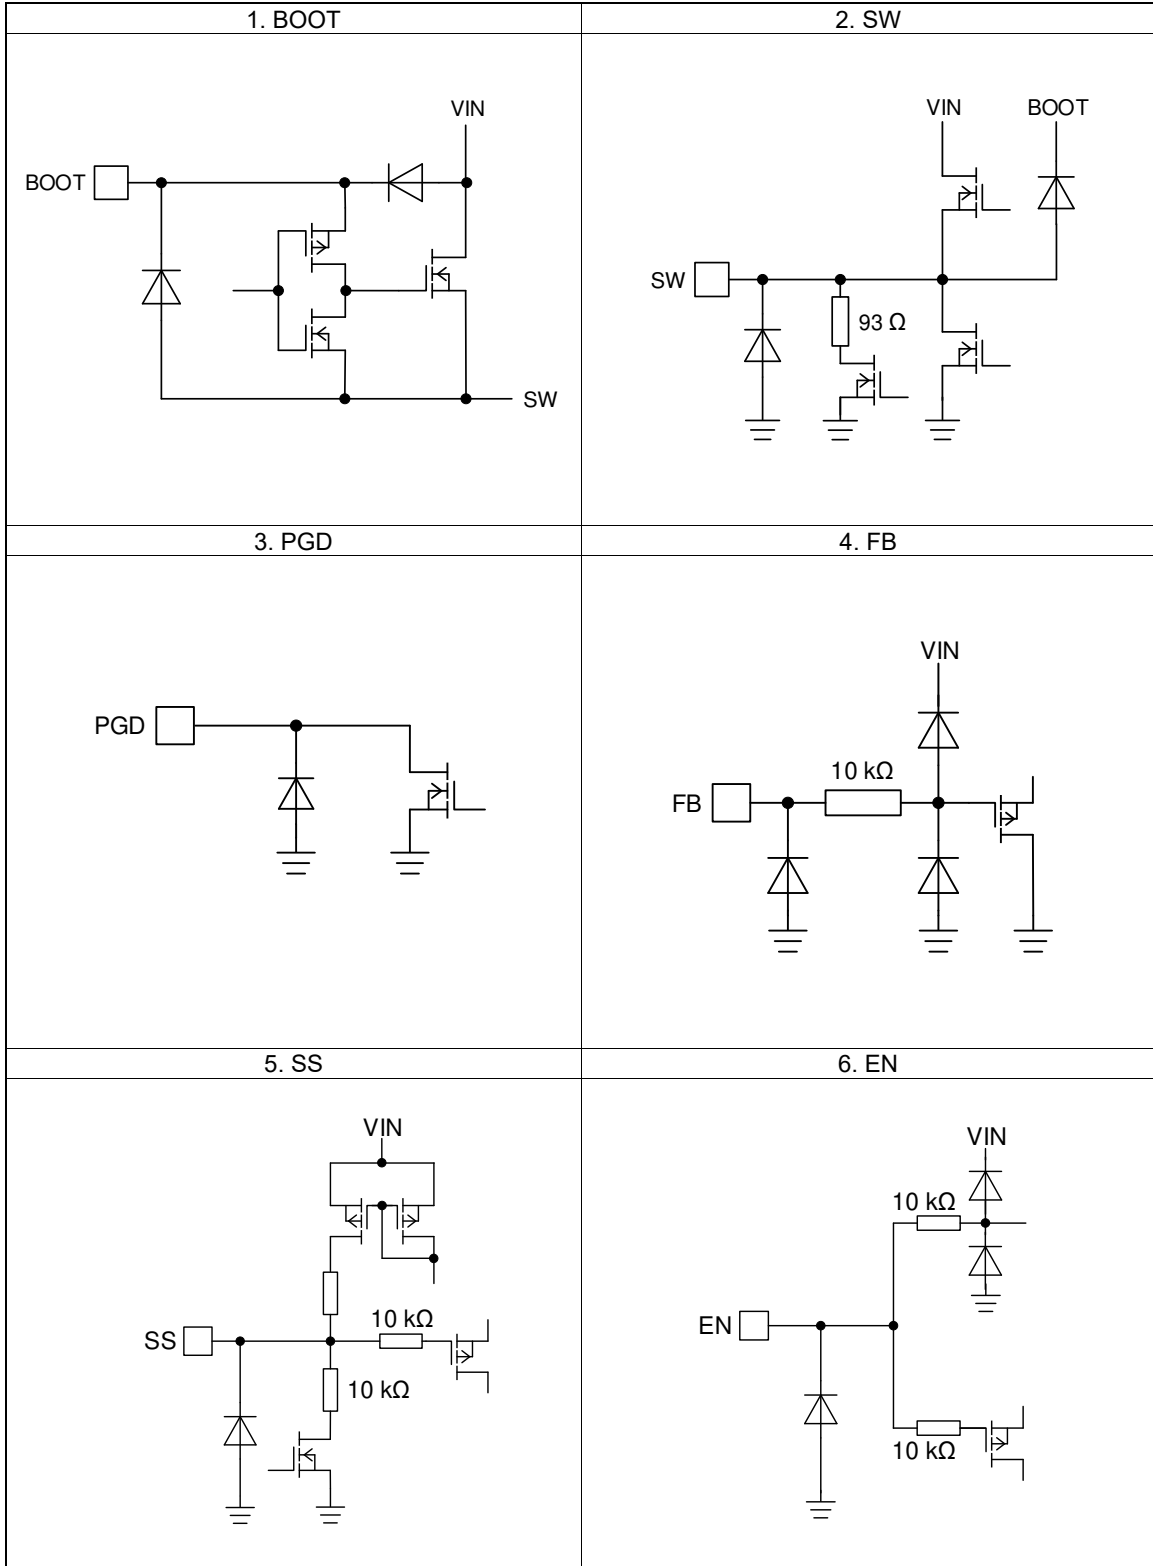 1. BOOT
2. SW
VIN
BOOT
SW
VIN
BOOT
SW
93 Ω
3. PGD
4. FB
PGD
VIN
10 kΩ
FB
5. SS
6. EN
VIN
10 kΩ
SS
10 kΩ
VIN
10 kΩ
EN
10 kΩ